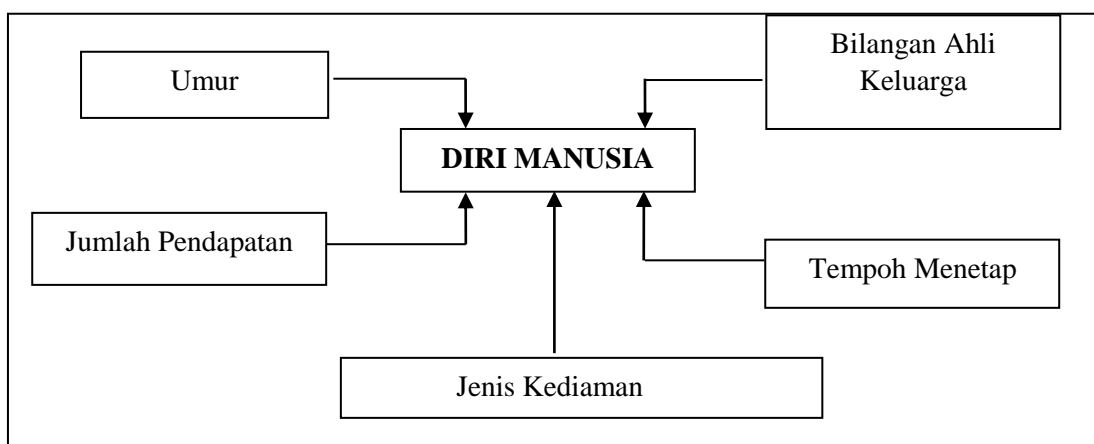 Umur
Bilangan Ahli
Keluarga
DIRI MANUSIA
Jumlah Pendapatan
Tempoh Menetap
Jenis Kediaman